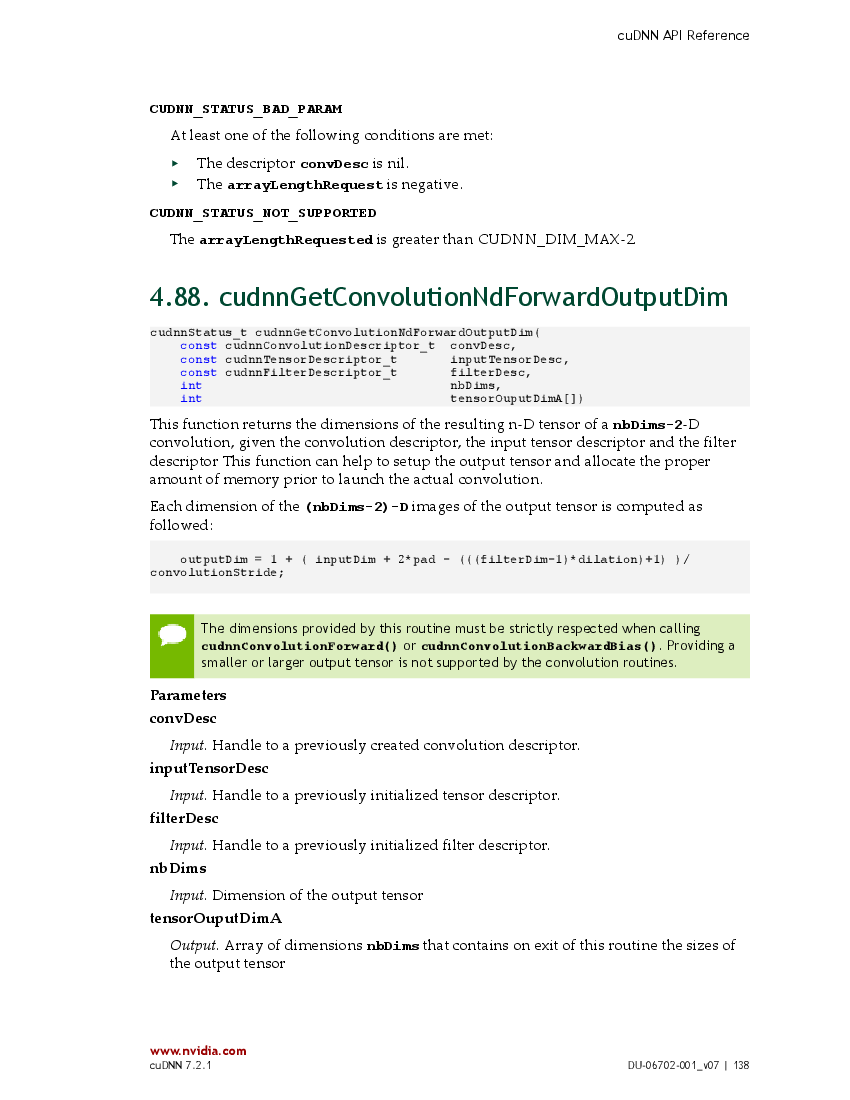 cuDNN API Reference
CUDNN_STATUS_BAD_PARAM
At least one of the following conditions are met:
‣ The descriptor convDesc is nil.
‣ The arrayLengthRequest is negative.
CUDNN_STATUS_NOT_SUPPORTED
The arrayLengthRequested is greater than CUDNN_DIM_MAX-2
4.88. cudnnGetConvolutionNdForwardOutputDim
cudnnStatus_t cudnnGetConvolutionNdForwardOutputDim(
const cudnnConvolutionDescriptor_t convDesc,
const cudnnTensorDescriptor_t inputTensorDesc,
const cudnnFilterDescriptor_t filterDesc,
int nbDims,
int tensorOuputDimA[])
This function returns the dimensions of the resulting n-D tensor of a nbDims-2-D
convolution, given the convolution descriptor, the input tensor descriptor and the filter
descriptor This function can help to setup the output tensor and allocate the proper
amount of memory prior to launch the actual convolution.
Each dimension of the (nbDims-2)-D images of the output tensor is computed as
followed:
outputDim = 1 + ( inputDim + 2*pad - (((filterDim-1)*dilation)+1) )/
convolutionStride;
The dimensions provided by this routine must be strictly respected when calling
cudnnConvolutionForward() or cudnnConvolutionBackwardBias(). Providing a
smaller or larger output tensor is not supported by the convolution routines.
Parameters
convDesc
Input. Handle to a previously created convolution descriptor.
inputTensorDesc
Input. Handle to a previously initialized tensor descriptor.
filterDesc
Input. Handle to a previously initialized filter descriptor.
nbDims
Input. Dimension of the output tensor
tensorOuputDimA
Output. Array of dimensions nbDims that contains on exit of this routine the sizes of
the output tensor
www.nvidia.com
cuDNN 7.2.1
DU-06702-001_v07 | 138